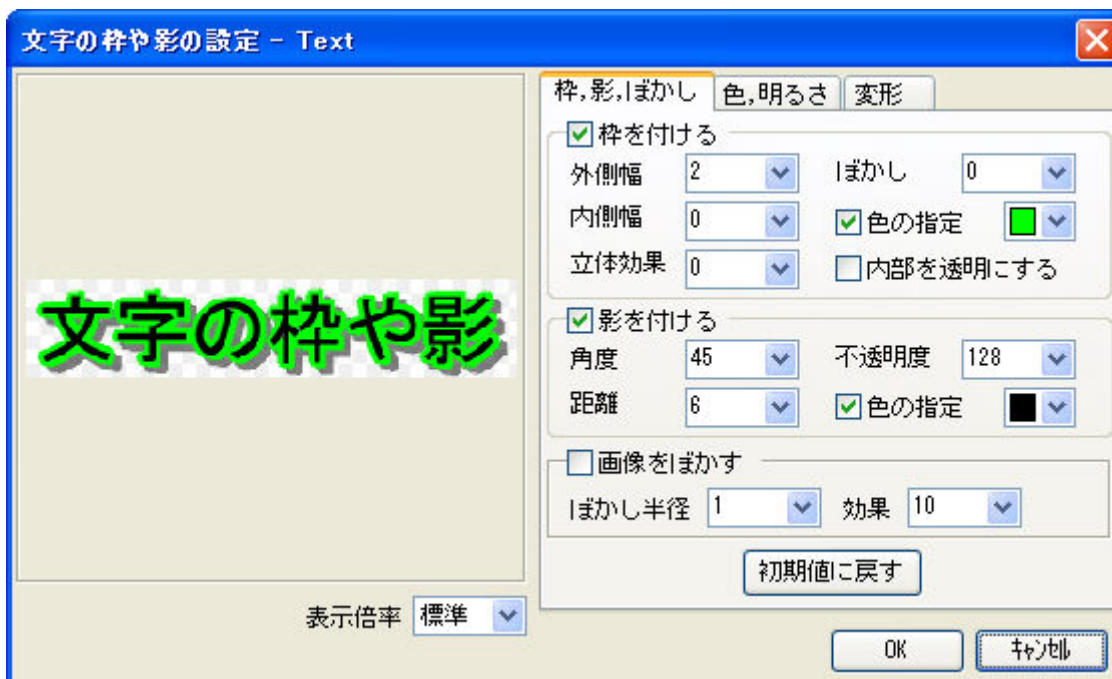 文字の枠や影の設定 - Text
文字の枠や影
枠,影,ぼかし 色,明るさ 変形
枠を付ける
外側幅 2 ぼかし 0
内側幅 0 色の指定
立体効果 0 内部を透明にする
影を付ける
角度 45 不透明度 128
距離 6 色の指定
画像をぼかす
ぼかし半径 1 効果 10
初期値に戻す
表示倍率 標準
OK キャンセル